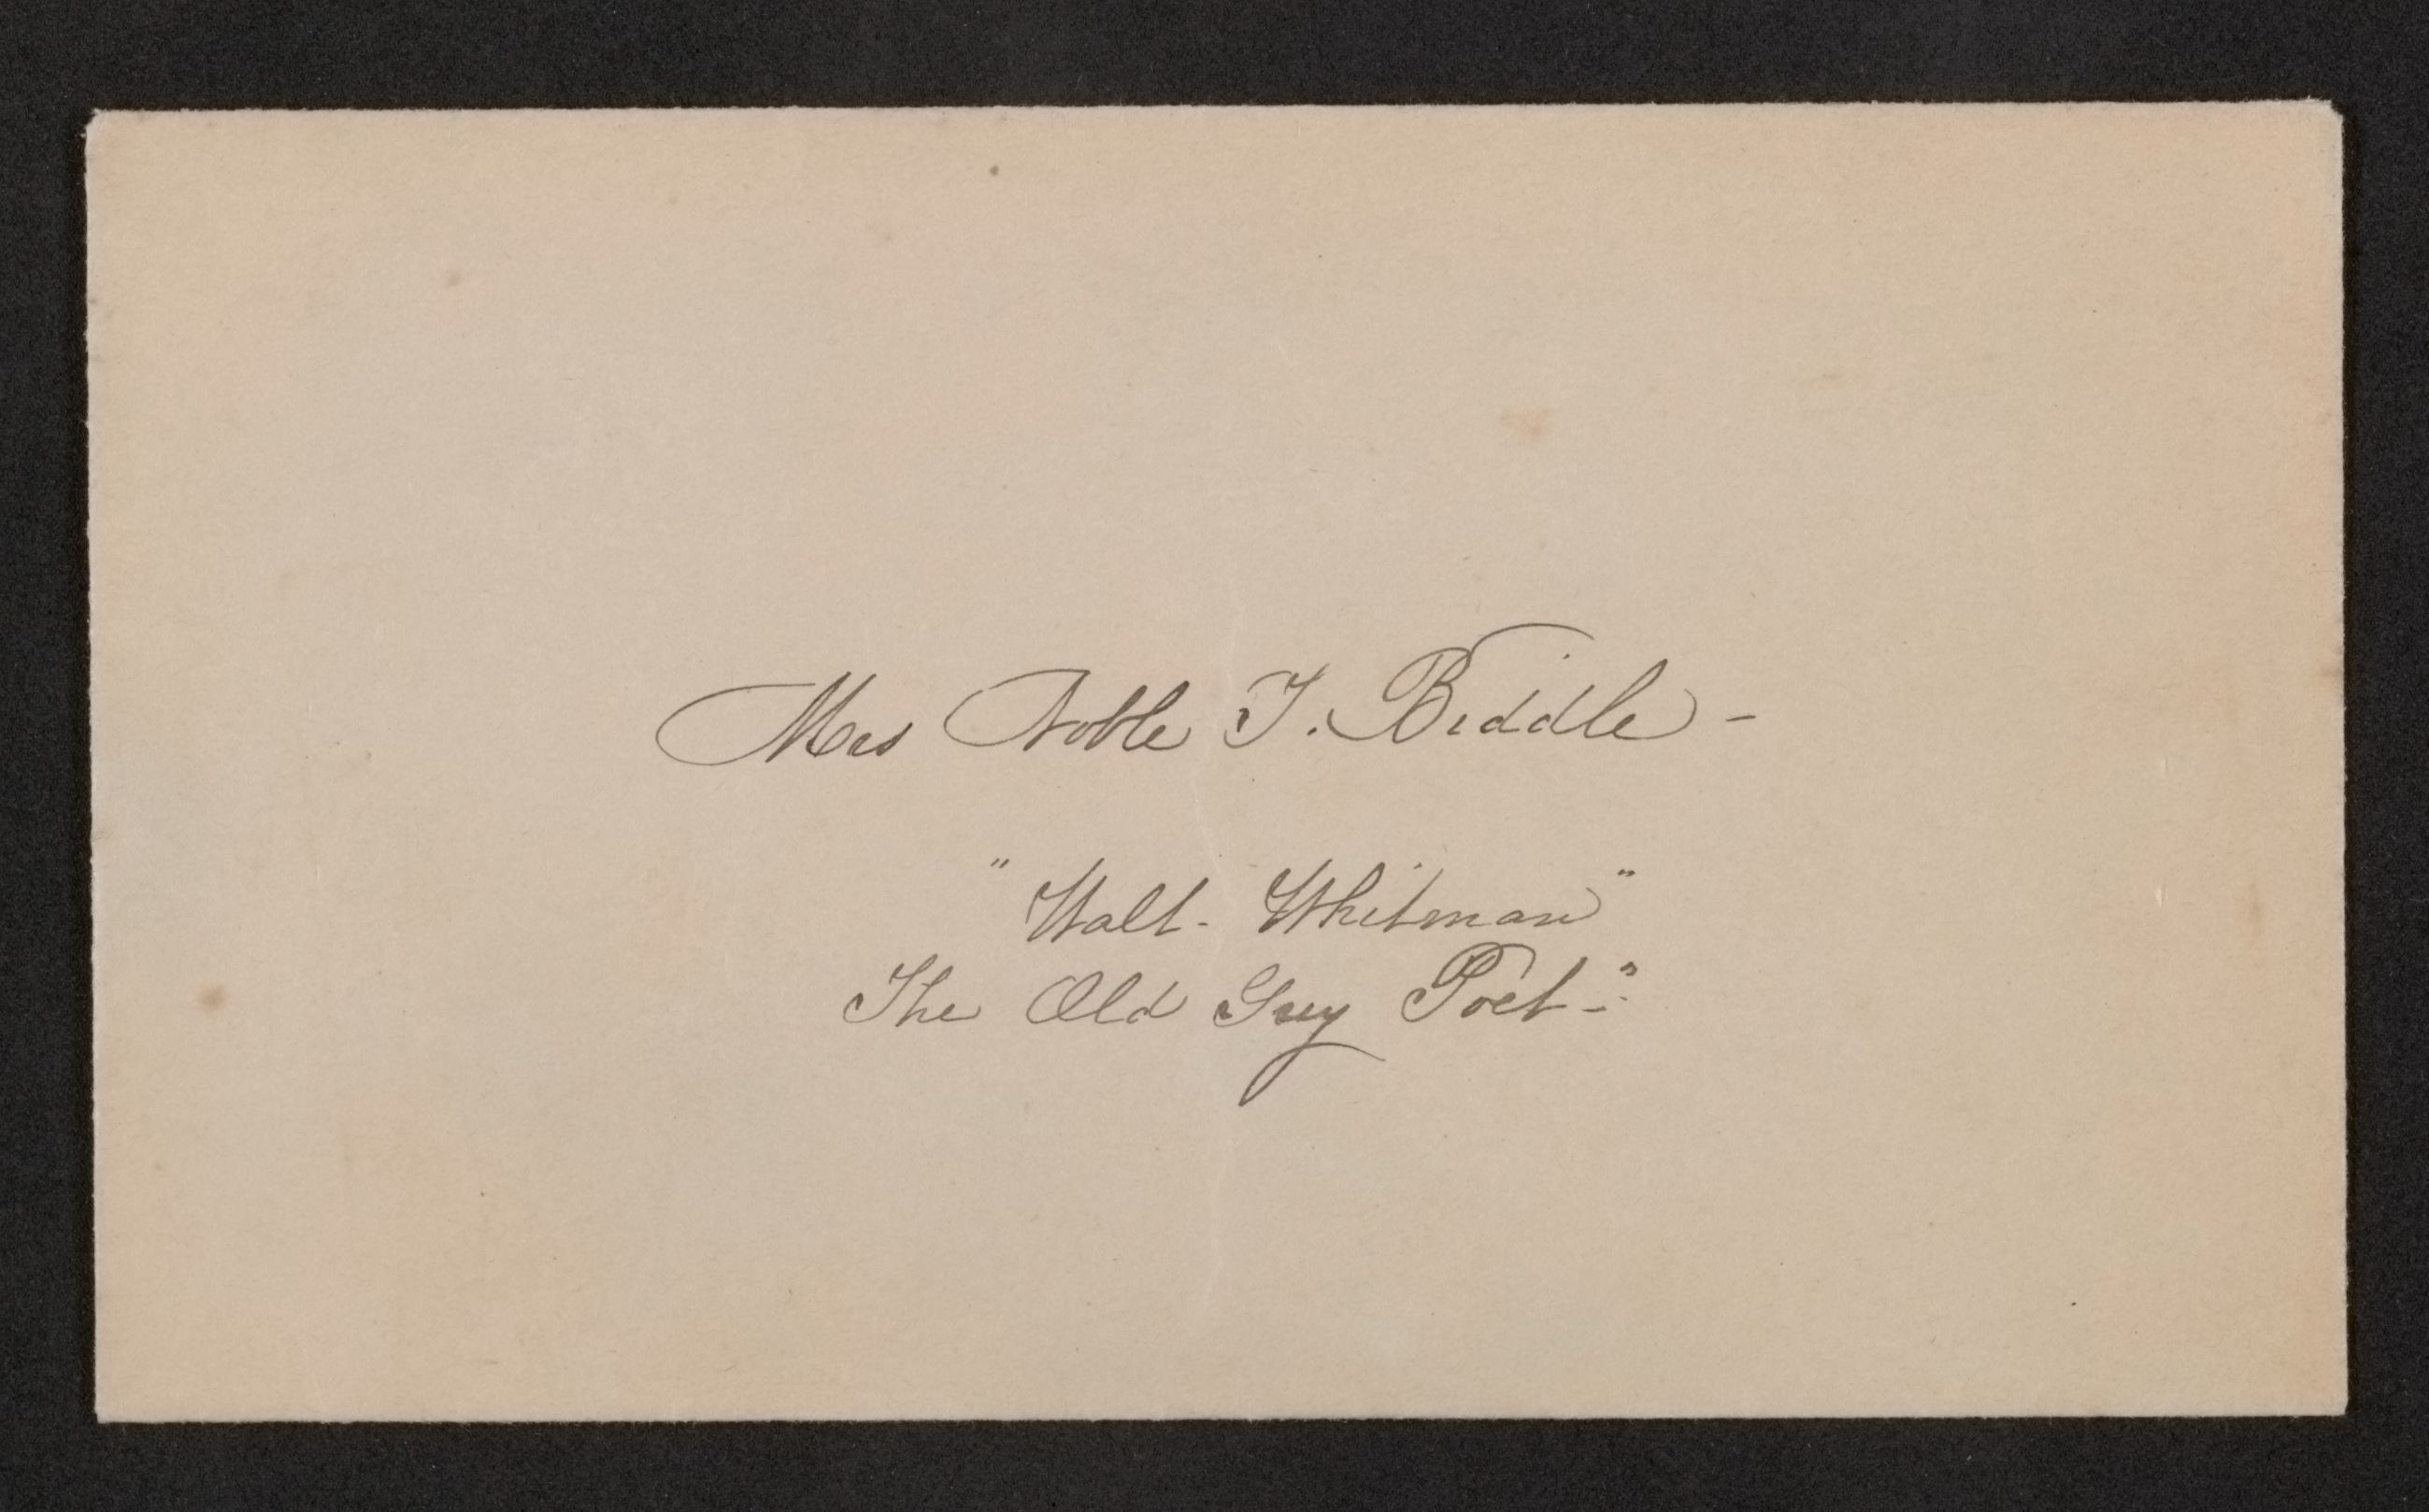 Mrs Noble T. Biddle -
" Walt - Whitman "
The Old Grey Poet - "